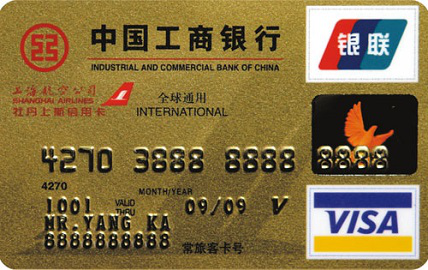 中国工商银行
INDUSTRIAL AND COMMERCIAL BANK OF CHINA
银联
上海航空公司
SHANGHAI AIRLINES
牡丹上航信用卡
全球通用
INTERNATIONAL
4270 3888 8888 8888
4270
MONTH/YEAR
1001 VALID THRU 09/09 V
MR.YANG KA
8888888888
常旅客卡号
VISA